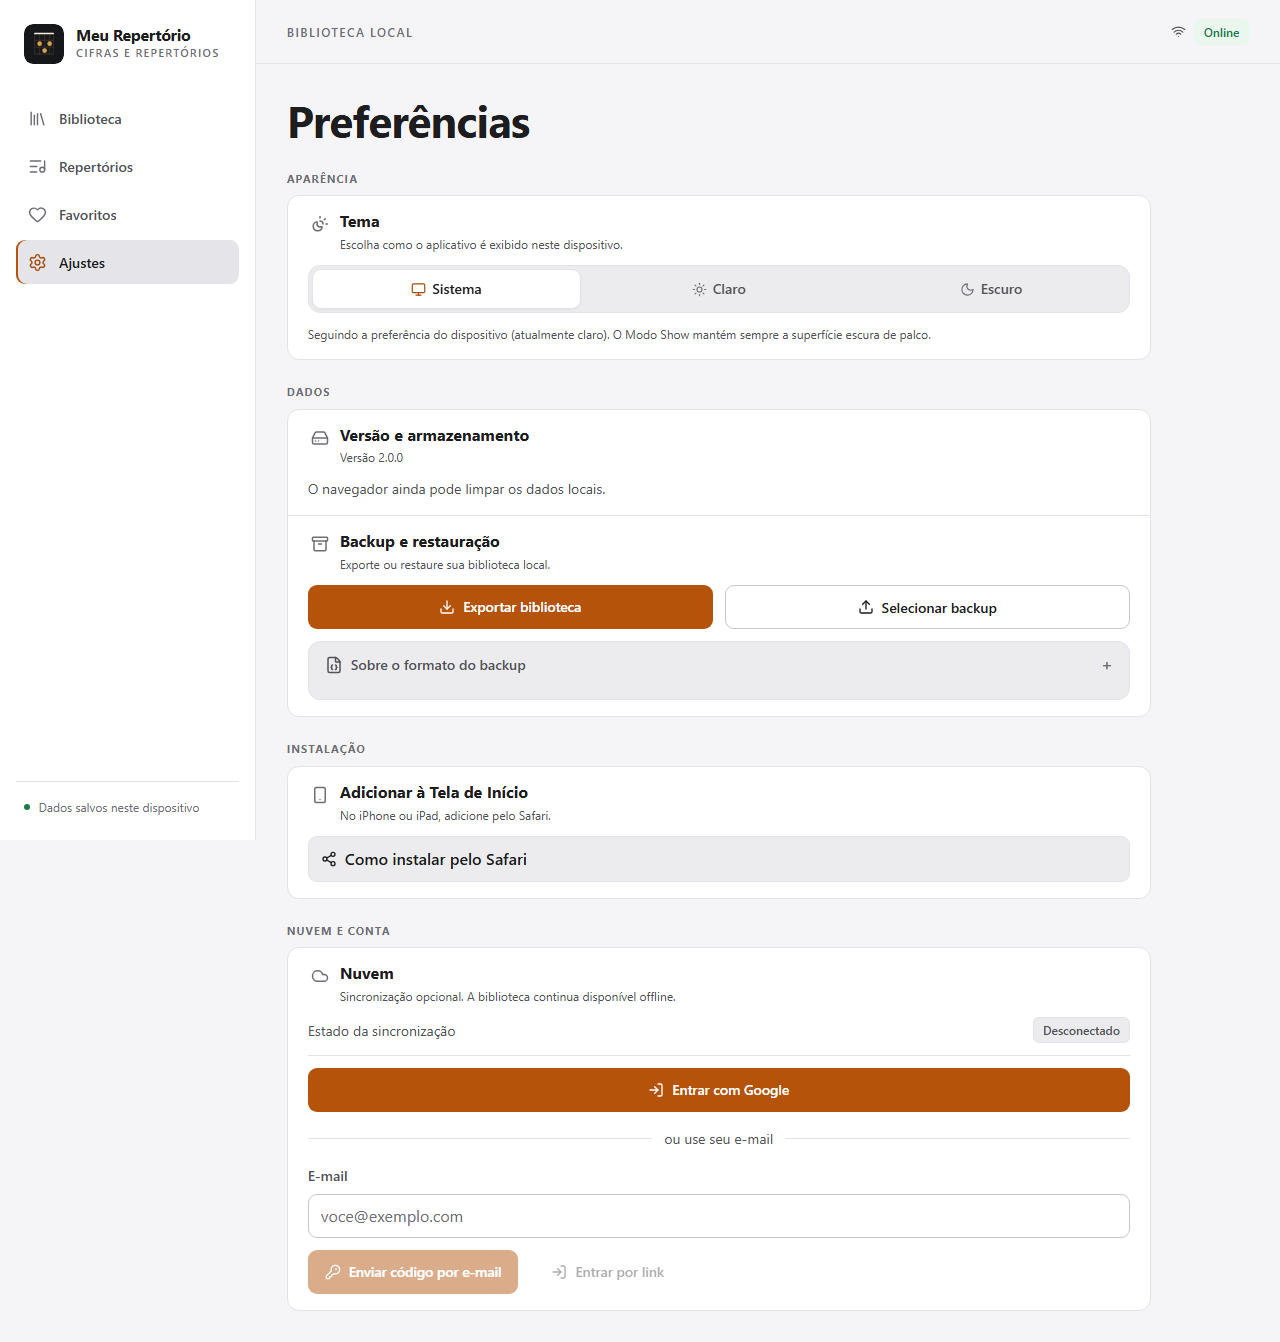 Meu Repertório
CIFRAS E REPERTÓRIOS
Biblioteca
Repertórios
Favoritos
Ajustes
Dados salvos neste dispositivo
BIBLIOTECA LOCAL
Online
Preferências
APARÊNCIA
Tema
Escolha como o aplicativo é exibido neste dispositivo.
Sistema
Claro
Escuro
Seguindo a preferência do dispositivo (atualmente claro). O Modo Show mantém sempre a superfície escura de palco.
DADOS
Versão e armazenamento
Versão 2.0.0
O navegador ainda pode limpar os dados locais.
Backup e restauração
Exporte ou restaure sua biblioteca local.
Exportar biblioteca
Selecionar backup
Sobre o formato do backup
+
INSTALAÇÃO
Adicionar à Tela de Início
No iPhone ou iPad, adicione pelo Safari.
Como instalar pelo Safari
NUVEM E CONTA
Nuvem
Sincronização opcional. A biblioteca continua disponível offline.
Estado da sincronização
Desconectado
Entrar com Google
ou use seu e-mail
E-mail
voce@exemplo.com
Enviar código por e-mail
Entrar por link